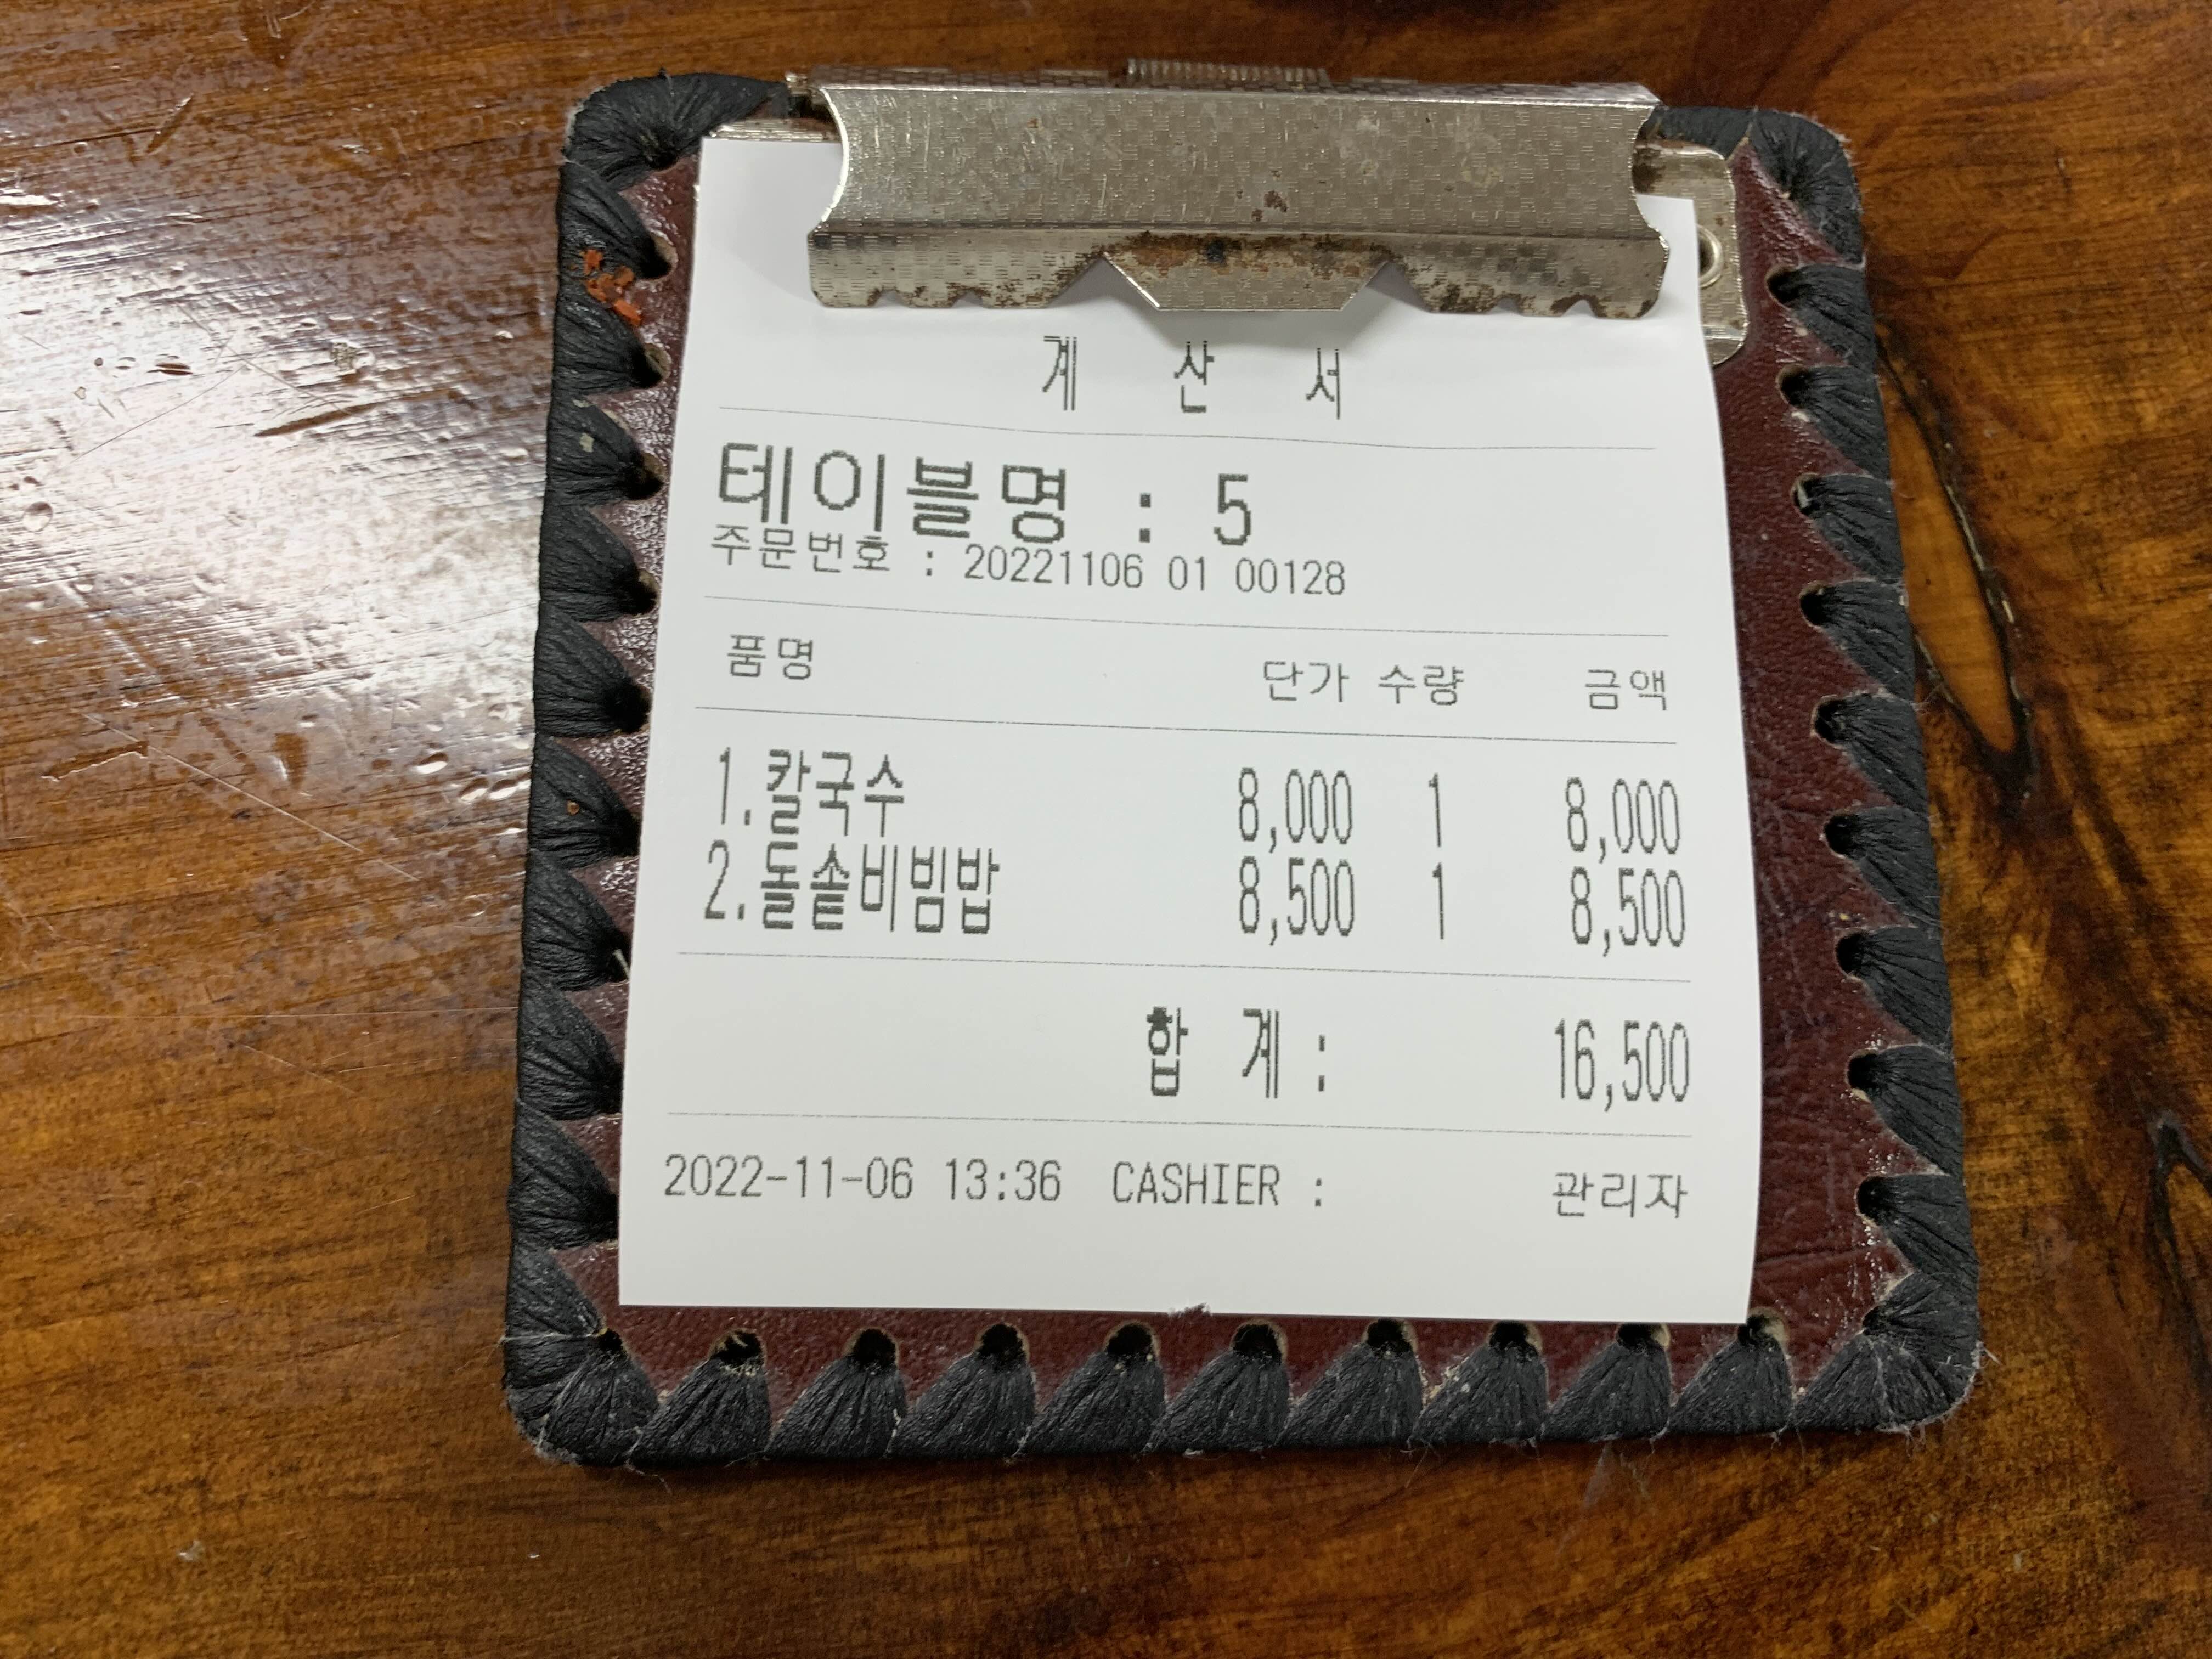 계 산 서
테이블명 : 5
주문번호 : 20221106 01 00128
품명 단가 수량 금액
1.칼국수 8,000 1 8,000
2.돌솥비빔밥 8,500 1 8,500
합 계 : 16,500
2022-11-06 13:36 CASHIER : 관리자